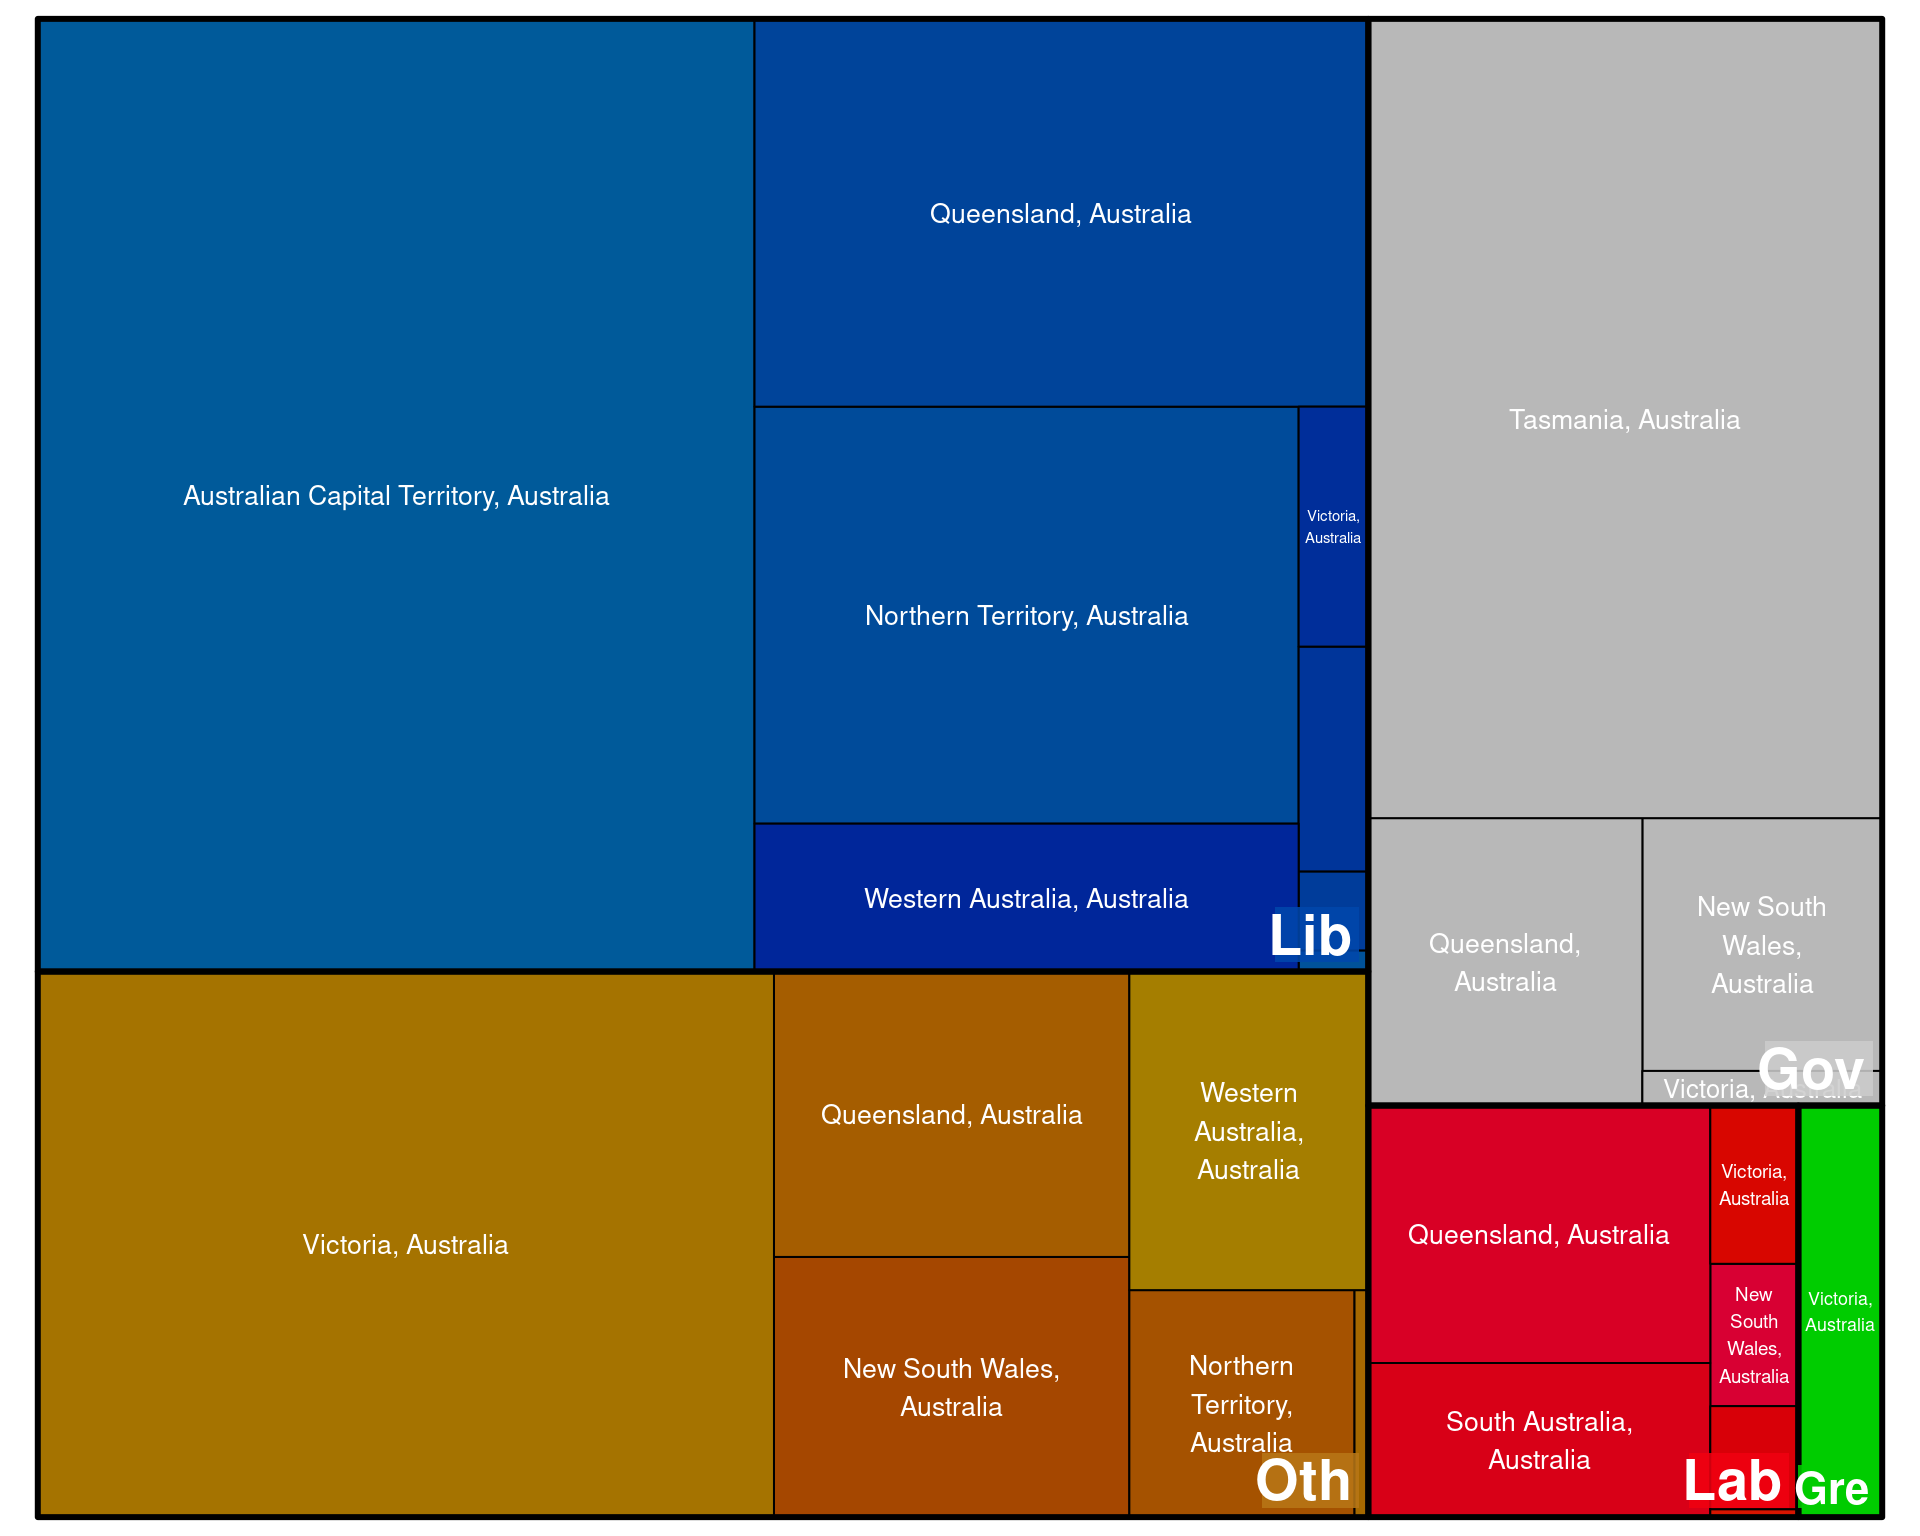 Australian Capital Territory, Australia
Queensland, Australia
Northern Territory, Australia
Victoria,
Australia
Western Australia, Australia
Lib
Tasmania, Australia
Queensland,
Australia
New South
Wales,
Australia
Victoria, Australia
Gov
Victoria, Australia
Queensland, Australia
New South Wales,
Australia
Western
Australia,
Australia
Northern
Territory,
Australia
Oth
Queensland, Australia
South Australia,
Australia
Victoria,
Australia
New
South
Wales,
Australia
Lab
Victoria,
Australia
Gre